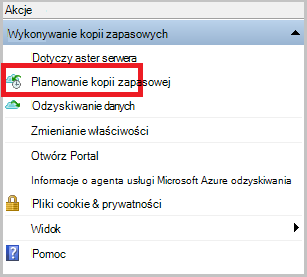 Akcje
Wykonywanie kopii zapasowych
Dotyczy aster servera
Planowanie kopii zapasowej
Odzyskiwanie danych
Zmienianie właściwości
Otwórz Portal
Informacje o agenta usługi Microsoft Azure odzyskiwania
Pliki cookie & prywatności
Widok
Pomoc